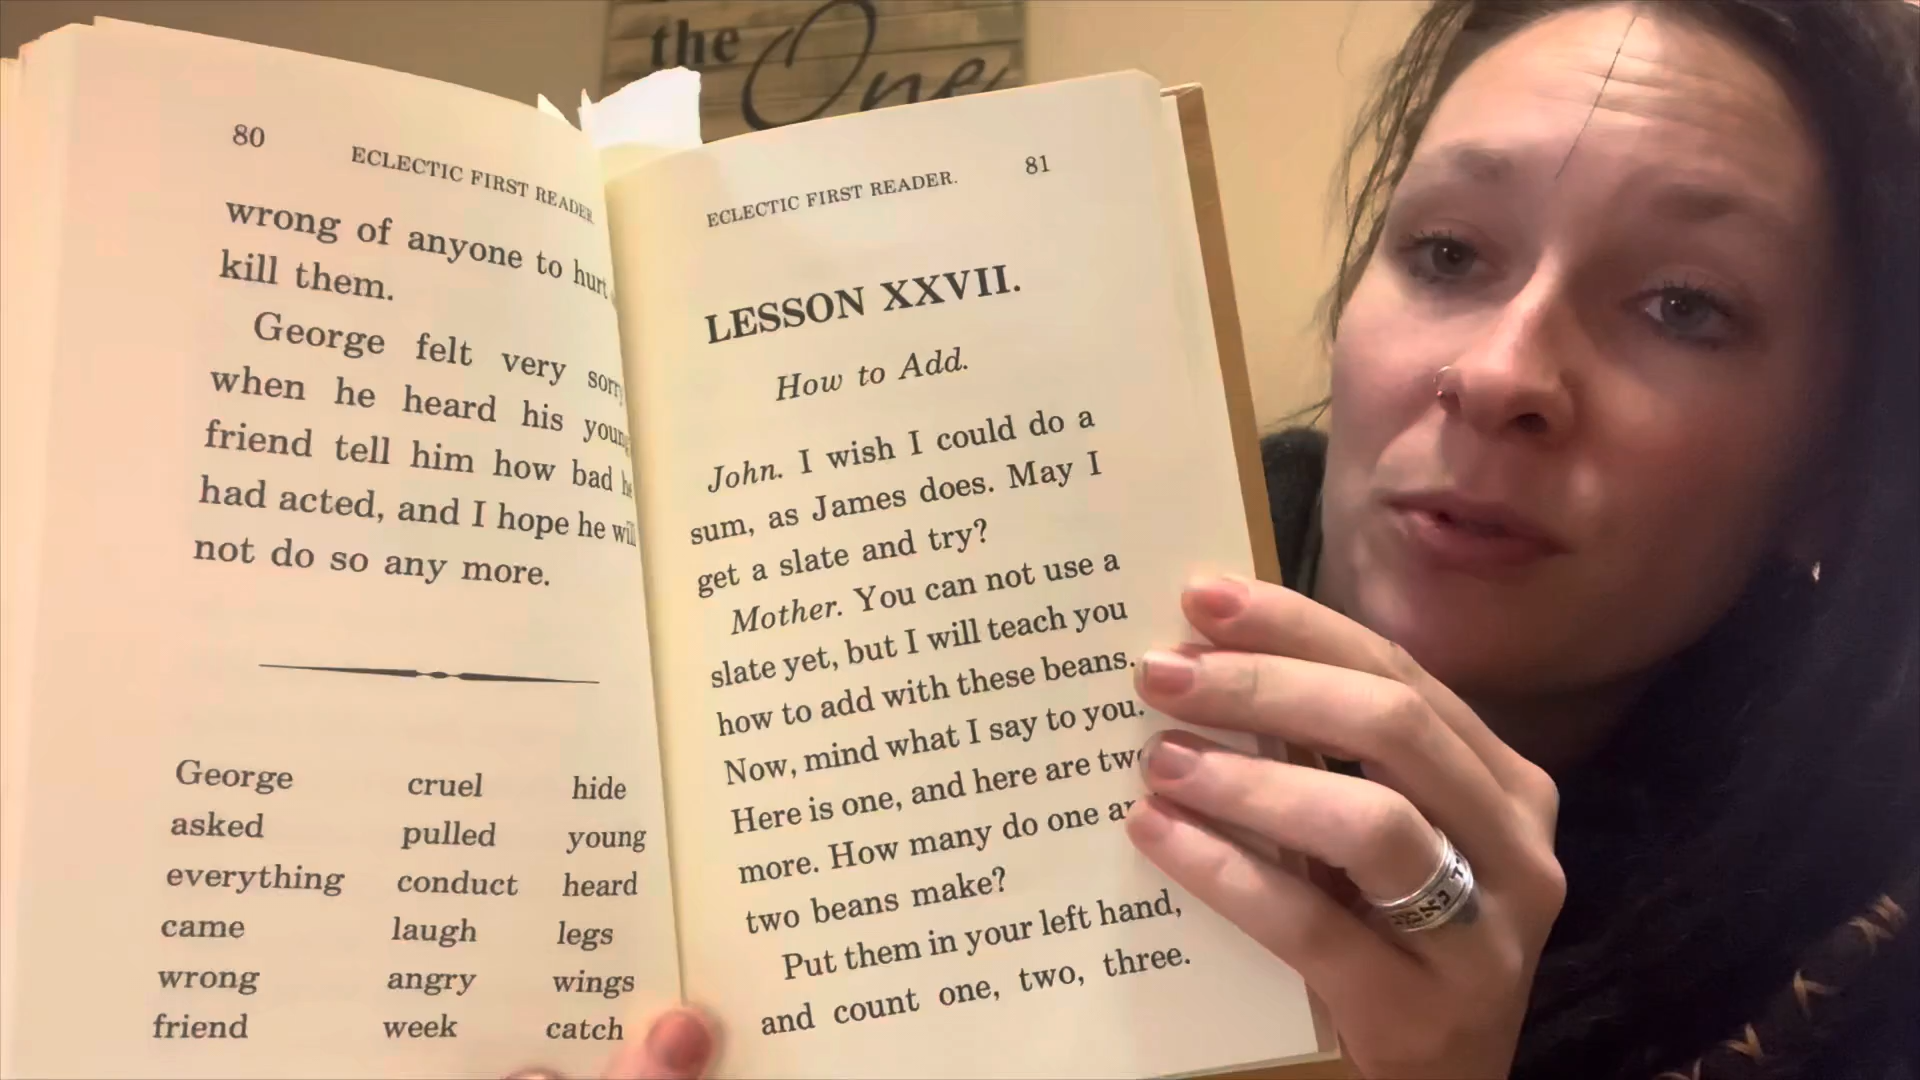 the One
80
ECLECTIC FIRST READER.
wrong of anyone to hurt
kill them.
George felt very sorry
when he heard his young
friend tell him how bad
had acted, and I hope he will
not do so any more.
George cruel hide
asked pulled young
everything conduct heard
came laugh legs
wrong angry wings
friend week catch
ECLECTIC FIRST READER.
81
LESSON XXVII.
How to Add.
John. I wish I could do a
sum, as James does. May I
get a slate and try?
Mother. You can not use a
slate yet, but I will teach you
how to add with these beans.
Now, mind what I say to you.
Here is one, and here are two
more. How many do one
two beans make?
Put them in your left hand,
and count one, two, three.